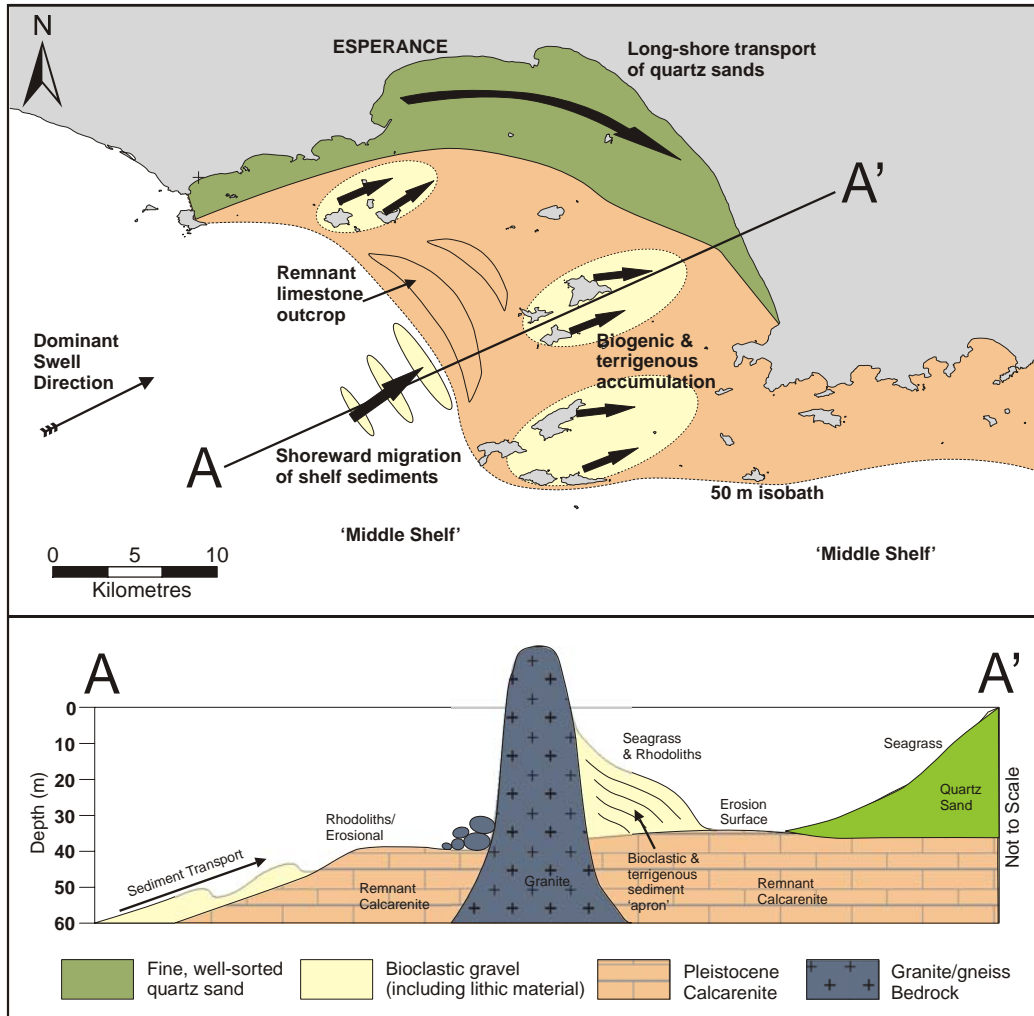 N
ESPERANCE
Long-shore transport
of quartz sands
A'
Remnant
limestone
outcrop
Dominant
Swell
Direction
Biogenic &
terrigenous
accumulation
A
Shoreward migration
of shelf sediments
50 m isobath
'Middle Shelf'
'Middle Shelf'
0 5 10
Kilometres
A
A’
0
10
20
30
40
50
60
Depth (m)
Seagrass
& Rhodoliths
Seagrass
Quartz
Sand
Not to Scale
Rhodoliths/
Erosional
Erosion
Surface
Sediment Transport
Bioclastic &
terrigenous
sediment
‘apron’
Remnant
Calcarenite
Granite
Remnant
Calcarenite
Fine, well-sorted
quartz sand
Bioclastic gravel
(including lithic material)
Pleistocene
Calcarenite
Granite/gneiss
Bedrock